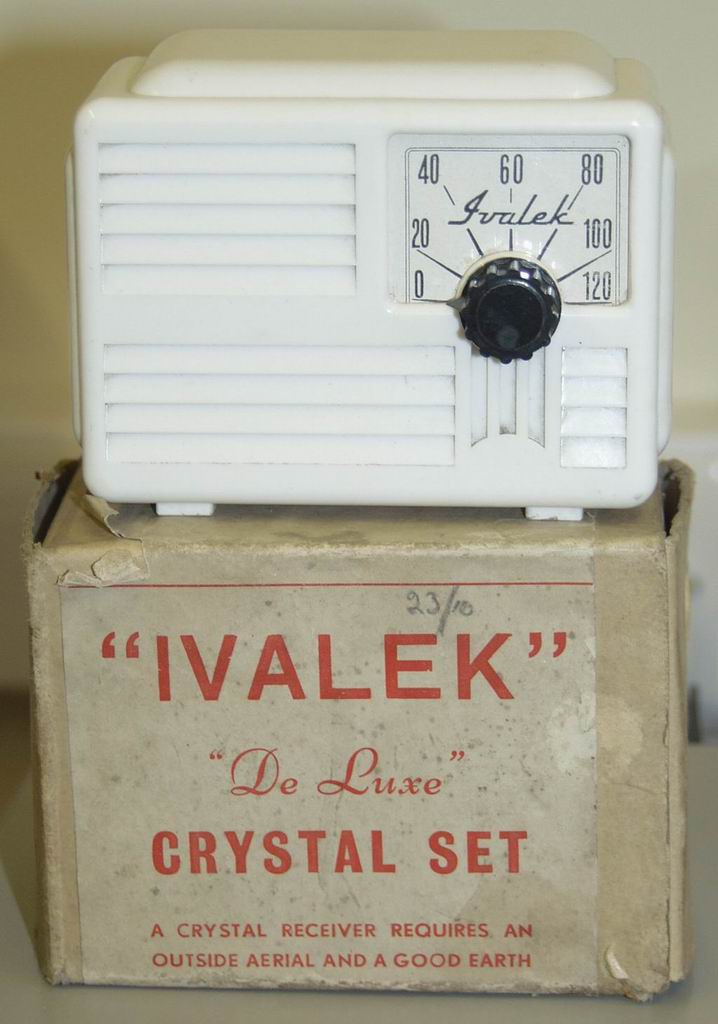 40 60 80
Ivalek
20 100
0 120
23/10
“IVALEK”
“De Luxe”
CRYSTAL SET
A CRYSTAL RECEIVER REQUIRES AN
OUTSIDE AERIAL AND A GOOD EARTH